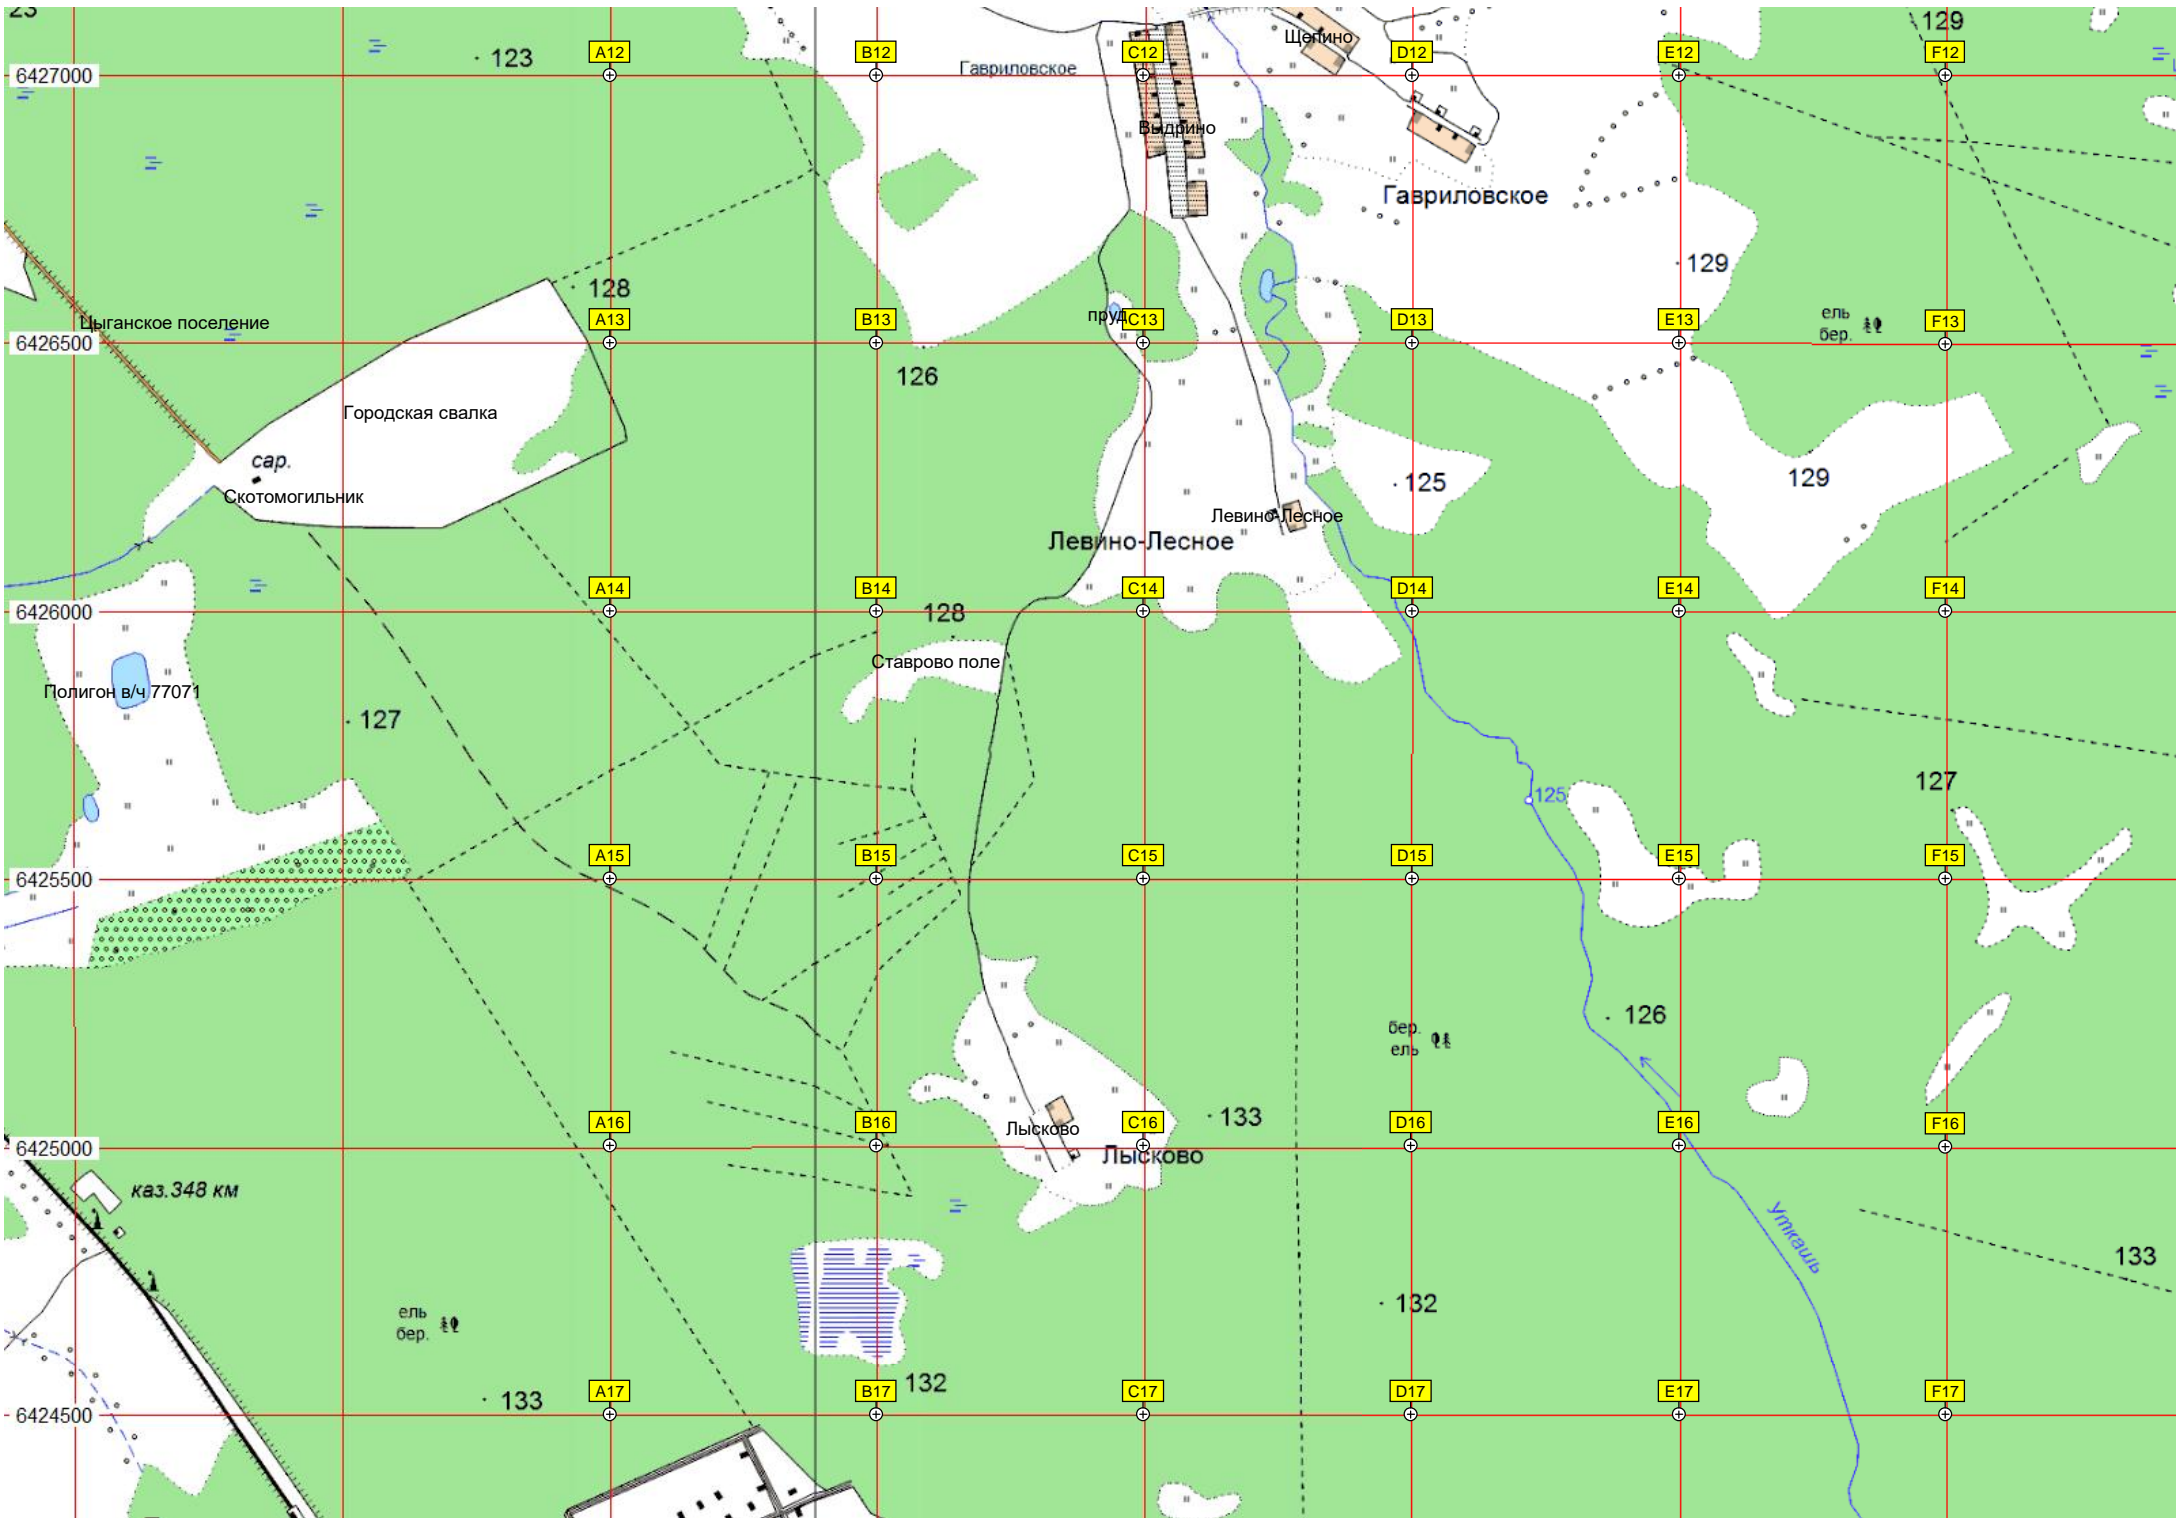 23
123
129
Щепино
A12
B12
C12
D12
E12
F12
6427000
Гавриловское
Выдрино
Гавриловское
129
128
Цыганское поселение
пруд
ель
бер.
A13
B13
C13
D13
E13
F13
6426500
126
Городская свалка
сар.
Скотомогильник
125
129
Левино-Лесное
Левино-Лесное
A14
B14
C14
D14
E14
F14
6426000
128
Ставрово поле
Полигон в/ч 77071
127
127
125
A15
B15
C15
D15
E15
F15
6425500
126
бер.
ель
133
Лысково
A16
B16
C16
D16
E16
F16
6425000
Лысково
каз.348 км
Уткашь
133
132
ель
бер.
132
133
A17
B17
C17
D17
E17
F17
6424500